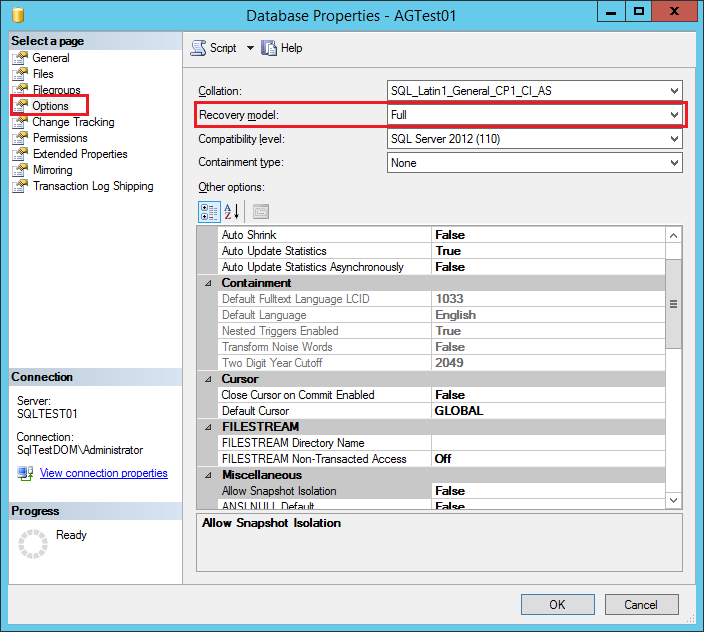 Database Properties - AGTest01
Select a page
General
Files
Filegroups
Options
Change Tracking
Permissions
Extended Properties
Mirroring
Transaction Log Shipping
Script Help
Collation: SQL_Latin1_General_CP1_CI_AS
Recovery model: Full
Compatibility level: SQL Server 2012 (110)
Containment type: None
Other options:
Auto Shrink False
Auto Update Statistics True
Auto Update Statistics Asynchronously False
Containment
Default Fulltext Language LCID 1033
Default Language English
Nested Triggers Enabled True
Transform Noise Words False
Two Digit Year Cutoff 2049
Cursor
Close Cursor on Commit Enabled False
Default Cursor GLOBAL
FILESTREAM
FILESTREAM Directory Name
FILESTREAM Non-Transacted Access Off
Miscellaneous
Allow Snapshot Isolation False
ANSI NULL Default False
Allow Snapshot Isolation
Connection
Server:
SQLTEST01
Connection:
SqlTestDOM\Administrator
View connection properties
Progress
Ready
OK Cancel